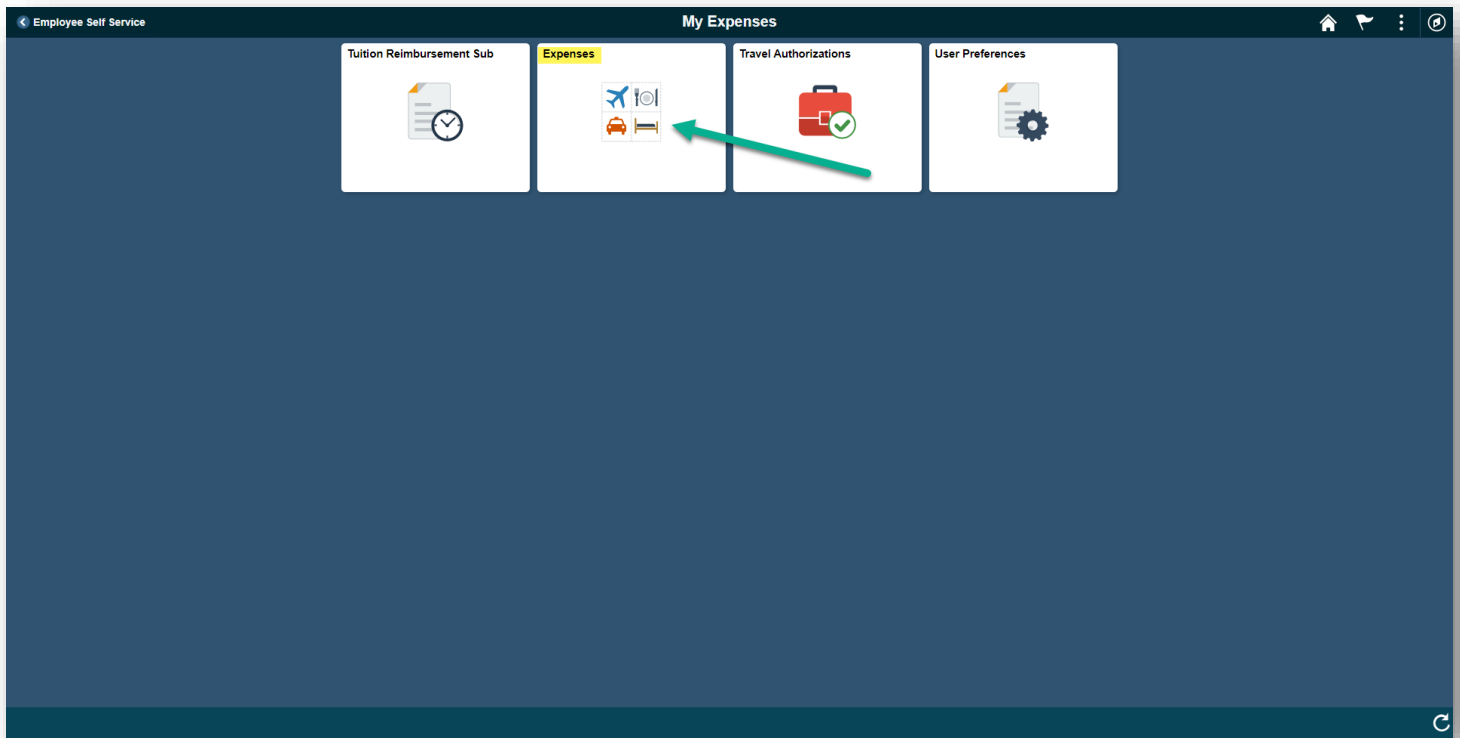 Employee Self Service
My Expenses
Tuition Reimbursement Sub
Expenses
Travel Authorizations
User Preferences